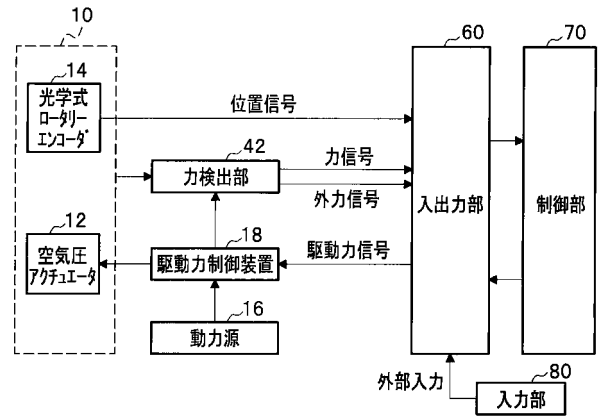 10
14
光学式
ロータリー
エンコーダ
位置信号
42
力検出部
力信号
外力信号
12
空気圧
アクチュエータ
18
駆動力制御装置
駆動力信号
16
動力源
60
入出力部
70
制御部
外部入力
80
入力部